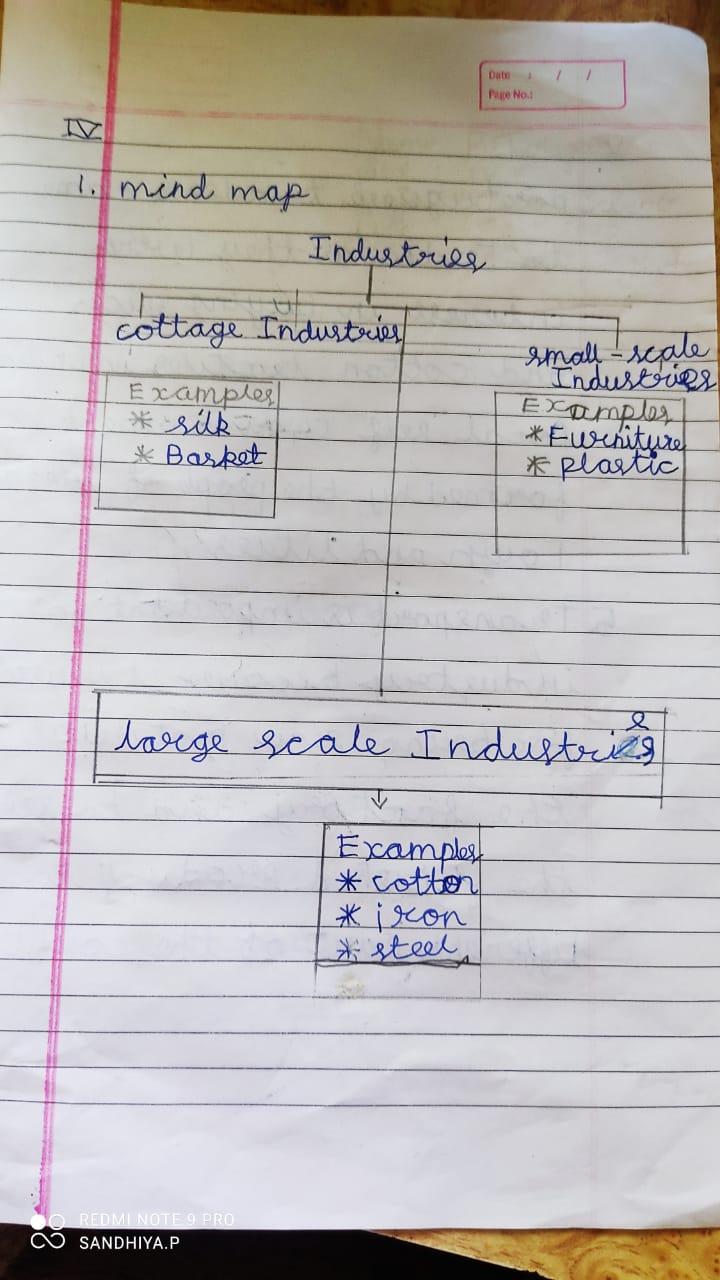 Date : / /
Page No.:
IV
1. mind map
Industries
cottage Industries
Examples
* silk
* Basket
small-scale
Industries
Examples
* Furniture
* plastic
large scale Industries
Examples
* cotton
* iron
* steel
REDMI NOTE 9 PRO
SANDHIYA.P